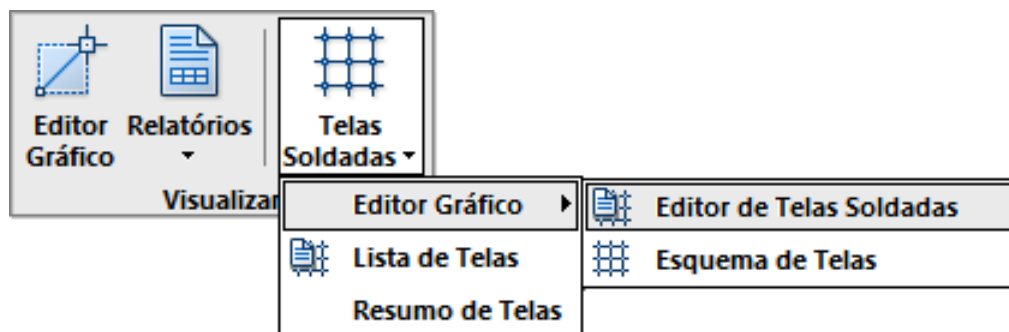 Editor Gráfico
Relatórios
Telas Soldadas
Visualizar
Editor Gráfico
Editor de Telas Soldadas
Lista de Telas
Esquema de Telas
Resumo de Telas